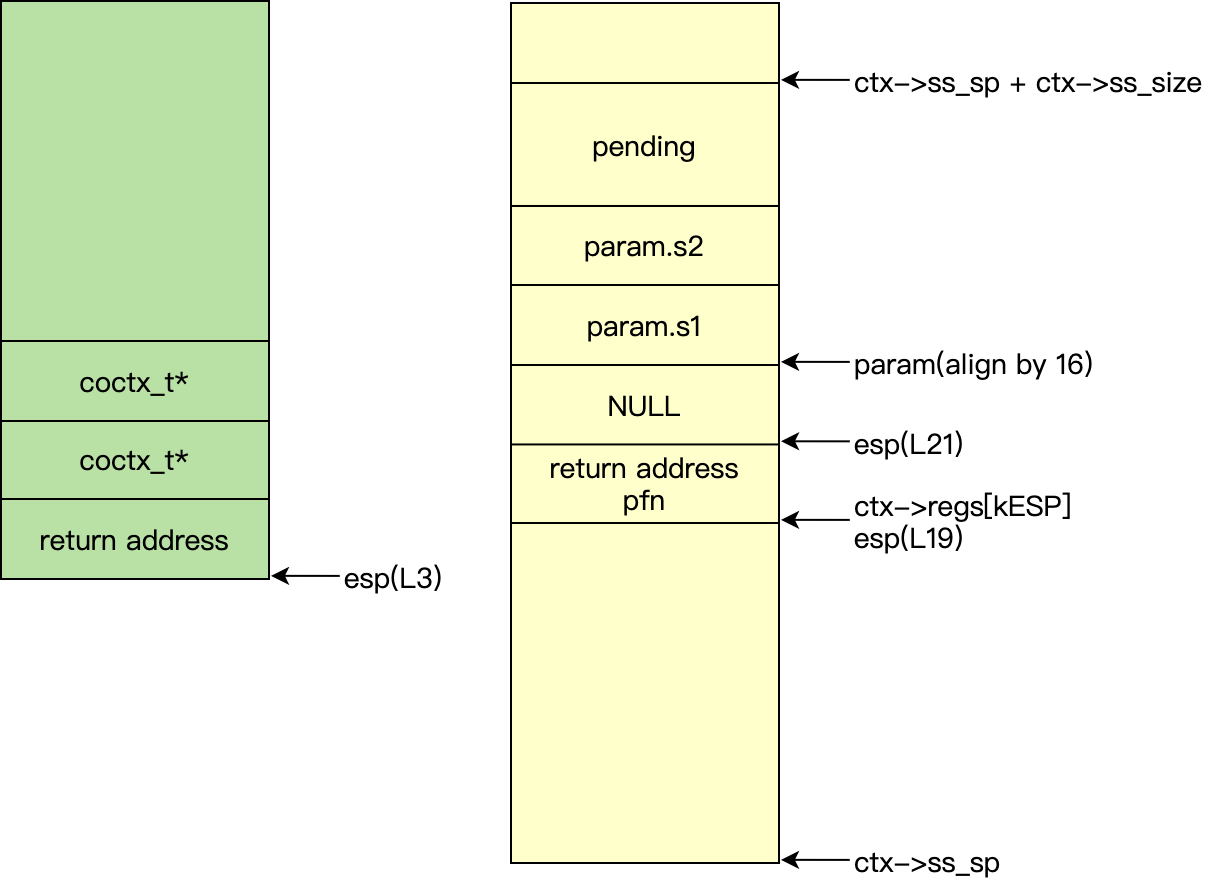 coctx_t*
coctx_t*
return address
esp(L3)
ctx->ss_sp + ctx->ss_size
pending
param.s2
param.s1
param(align by 16)
NULL
esp(L21)
return address
pfn
ctx->regs[kESP]
esp(L19)
ctx->ss_sp